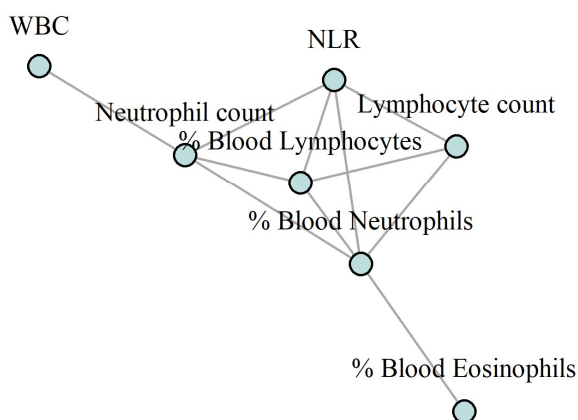 WBC
NLR
Neutrophil count
Lymphocyte count
% Blood Lymphocytes
% Blood Neutrophils
% Blood Eosinophils